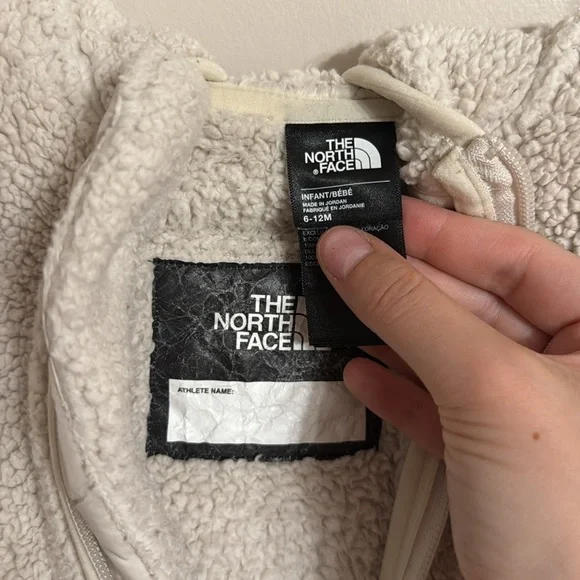 THE
NORTH
FACE
®
INFANT/BÉBÉ
MADE IN JORDAN
FABRIQUÉ EN JORDANIE
6-12M
THE
NORTH
FACE
ATHLETE NAME: